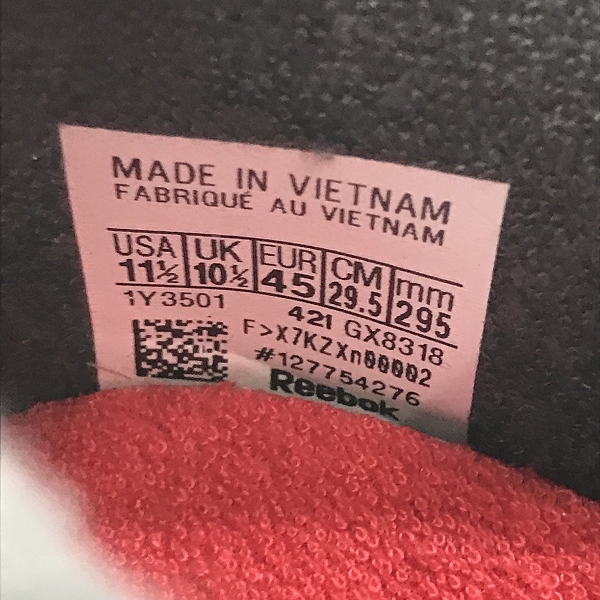 MADE IN VIETNAM
FABRIQUÉ AU VIETNAM
USA UK EUR CM mm
11½ 10½ 45 29.5 295
1Y3501 421 GX8318
F>X7KZXn00002
#127754276
Reebok